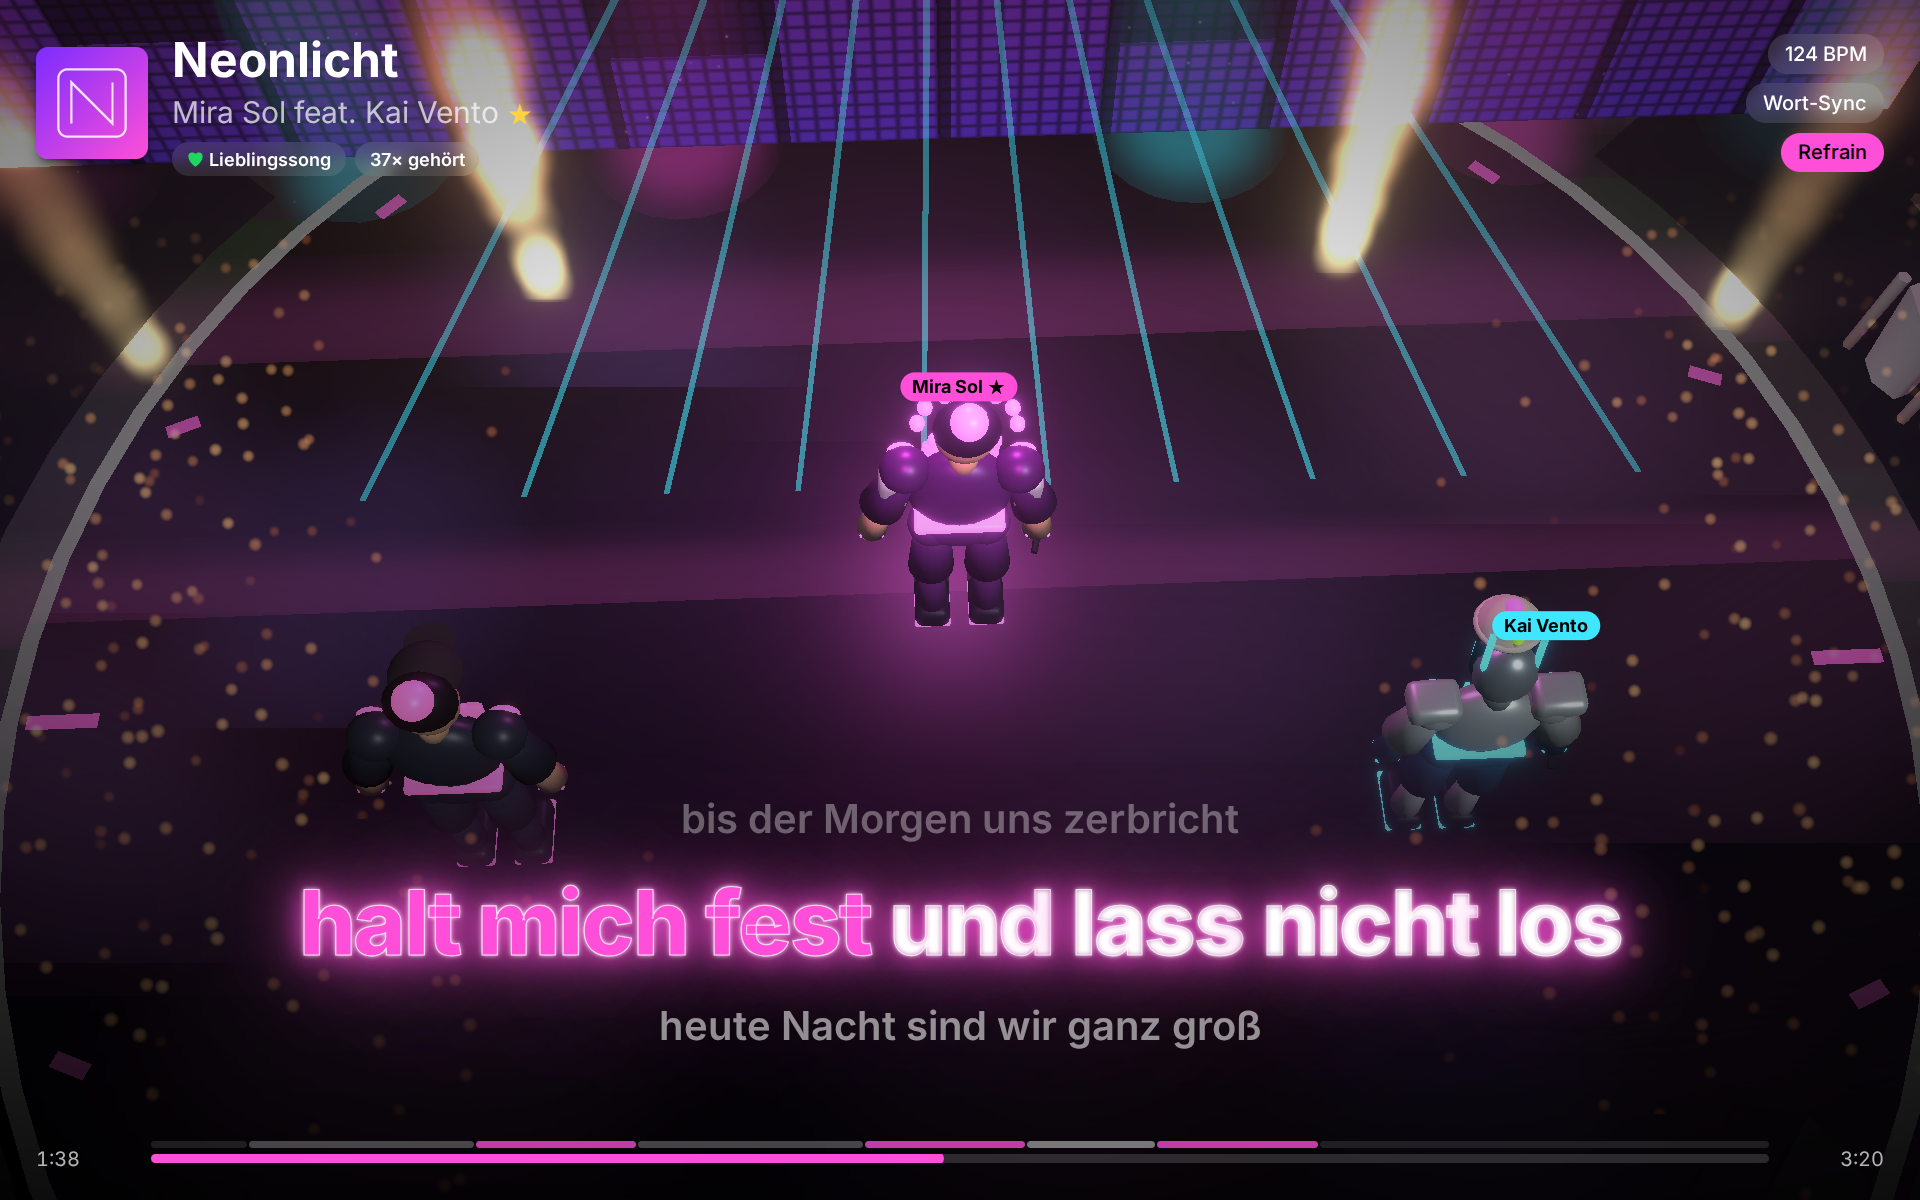 N
Neonlicht
Mira Sol feat. Kai Vento ★
Lieblingssong
37× gehört
124 BPM
Wort-Sync
Refrain
Mira Sol ★
Kai Vento
bis der Morgen uns zerbricht
halt mich fest und lass nicht los
heute Nacht sind wir ganz groß
1:38
3:20